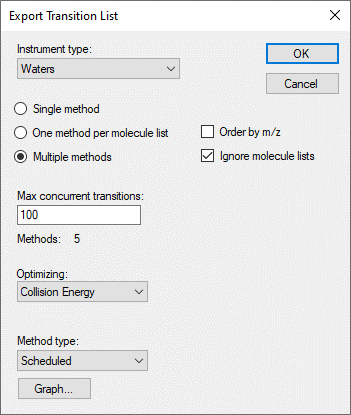 Export Transition List
Instrument type:
Waters
OK
Cancel
Single method
One method per molecule list
Order by m/z
Multiple methods
Ignore molecule lists
Max concurrent transitions:
100
Methods: 5
Optimizing:
Collision Energy
Method type:
Scheduled
Graph...